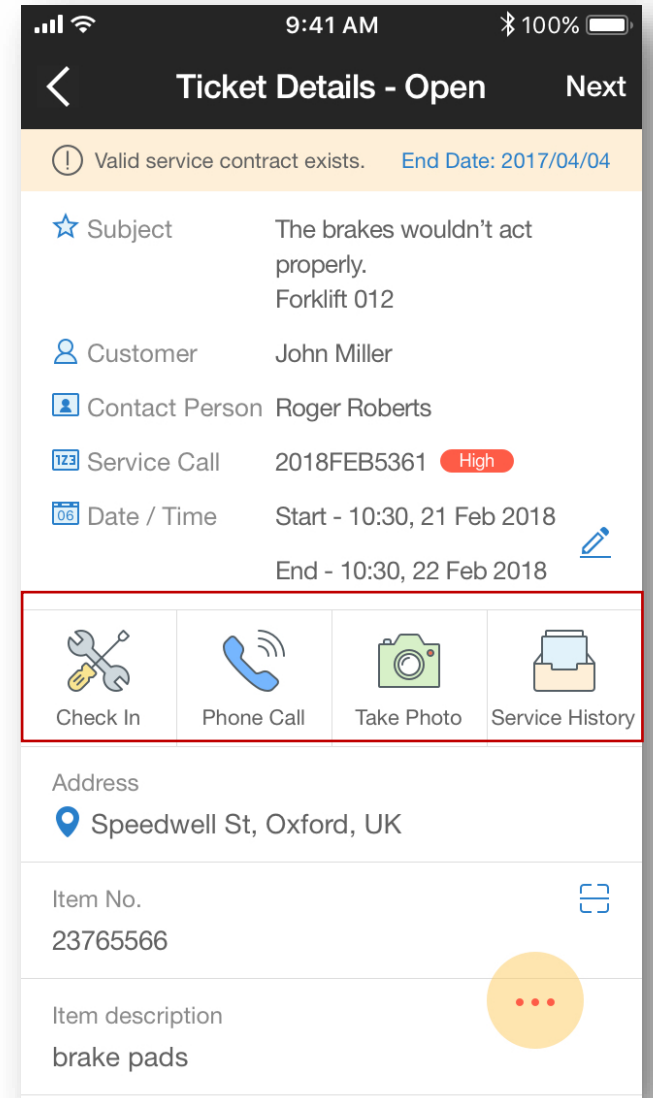 9:41 AM 100%
Ticket Details - Open Next
Valid service contract exists. End Date: 2017/04/04
Subject The brakes wouldn’t act
properly.
Forklift 012
Customer John Miller
Contact Person Roger Roberts
123 Service Call 2018FEB5361 High
06 Date / Time Start - 10:30, 21 Feb 2018
End - 10:30, 22 Feb 2018
Check In Phone Call Take Photo Service History
Address
Speedwell St, Oxford, UK
Item No.
23765566
Item description
brake pads